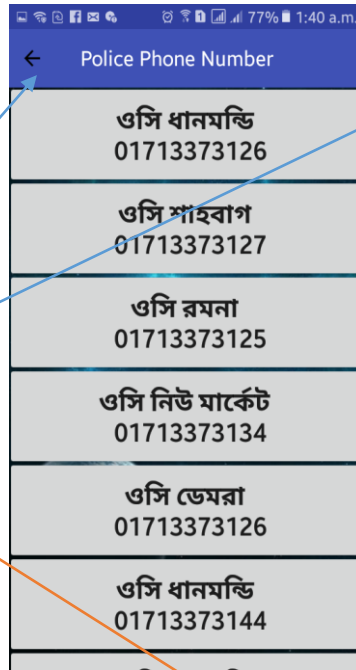 77% 1:40 a.m.
Police Phone Number
ওসি ধানমন্ডি
01713373126
ওসি শাহবাগ
01713373127
ওসি রমনা
01713373125
ওসি নিউ মার্কেট
01713373134
ওসি ডেমরা
01713373126
ওসি ধানমন্ডি
01713373144